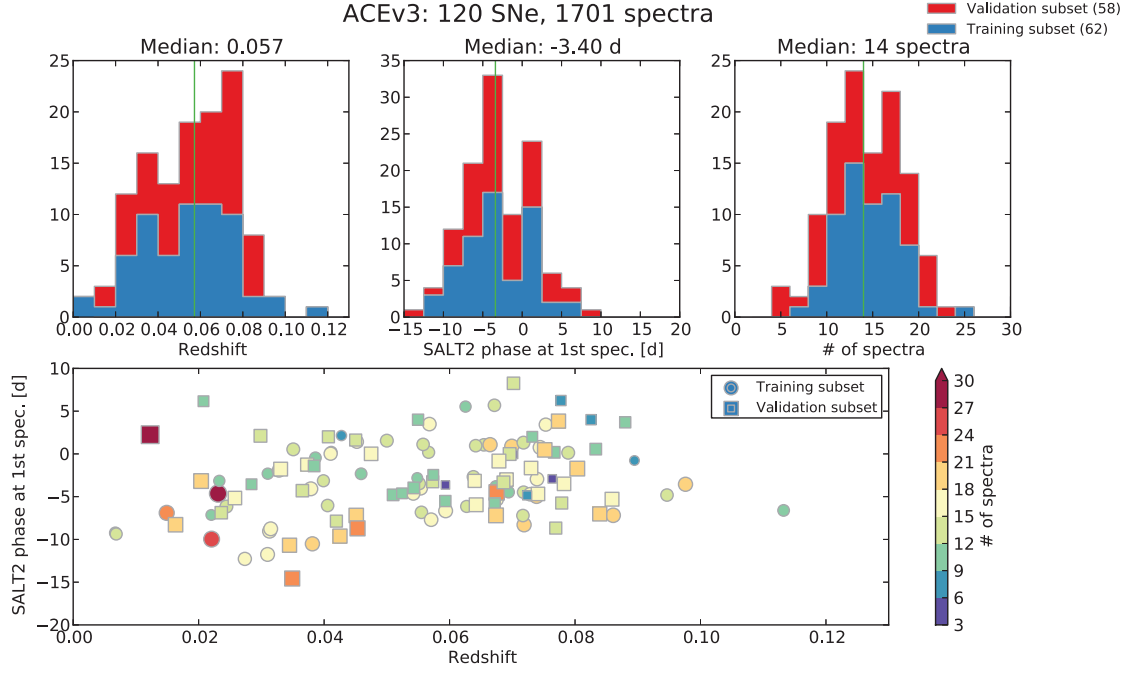 ACEv3: 120 SNe, 1701 spectra
Validation subset (58)
Training subset (62)
Median: 0.057
Median: -3.40 d
Median: 14 spectra
25
20
15
10
5
0
0.00 0.02 0.04 0.06 0.08 0.10 0.12
Redshift
35
30
25
20
15
10
5
0
−15 −10 −5 0 5 10 15 20
SALT2 phase at 1st spec. [d]
25
20
15
10
5
0
0 5 10 15 20 25 30
# of spectra
SALT2 phase at 1st spec. [d]
10
5
0
−5
−10
−15
−20
0.00 0.02 0.04 0.06 0.08 0.10 0.12
Redshift
Training subset
Validation subset
30
27
24
21
18
15
12
9
6
3
# of spectra